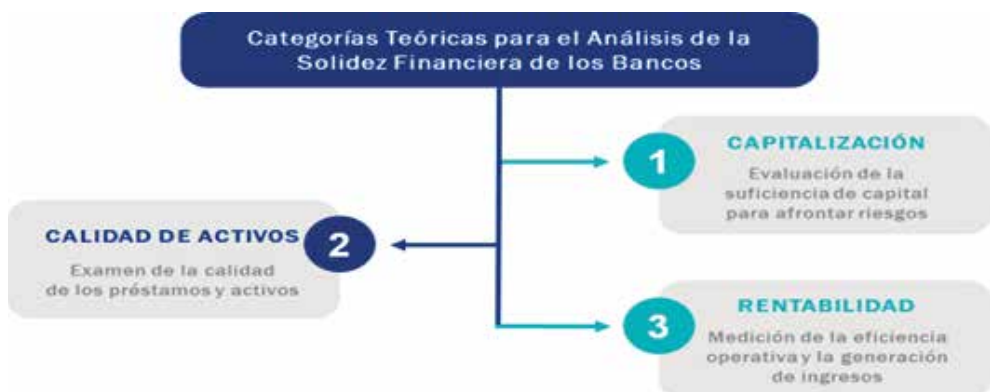 Categorías Teóricas para el Análisis de la
Solidez Financiera de los Bancos
1
CAPITALIZACIÓN
Evaluación de la
suficiencia de capital
para afrontar riesgos
CALIDAD DE ACTIVOS
2
Examen de la calidad
de los préstamos y activos
3
RENTABILIDAD
Medición de la eficiencia
operativa y la generación
de ingresos